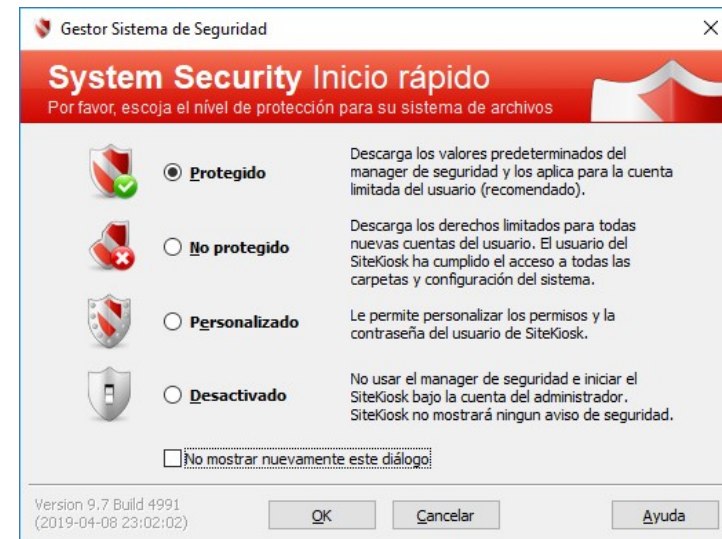 Gestor Sistema de Seguridad
System Security Inicio rápido
Por favor, escoja el nível de protección para su sistema de archivos
Protegido
Descarga los valores predeterminados del
manager de seguridad y los aplica para la cuenta
limitada del usuario (recomendado).
No protegido
Descarga los derechos limitados para todas
nuevas cuentas del usuario. El usuario del
SiteKiosk ha cumplido el acceso a todas las
carpetas y configuración del sistema.
Personalizado
Le permite personalizar los permisos y la
contraseña del usuario de SiteKiosk.
Desactivado
No usar el manager de seguridad e iniciar el
SiteKiosk bajo la cuenta del administrador.
SiteKiosk no mostrará ningun aviso de seguridad.
No mostrar nuevamente este diálogo
Version 9.7 Build 4991
(2019-04-08 23:02:02)
OK
Cancelar
Ayuda